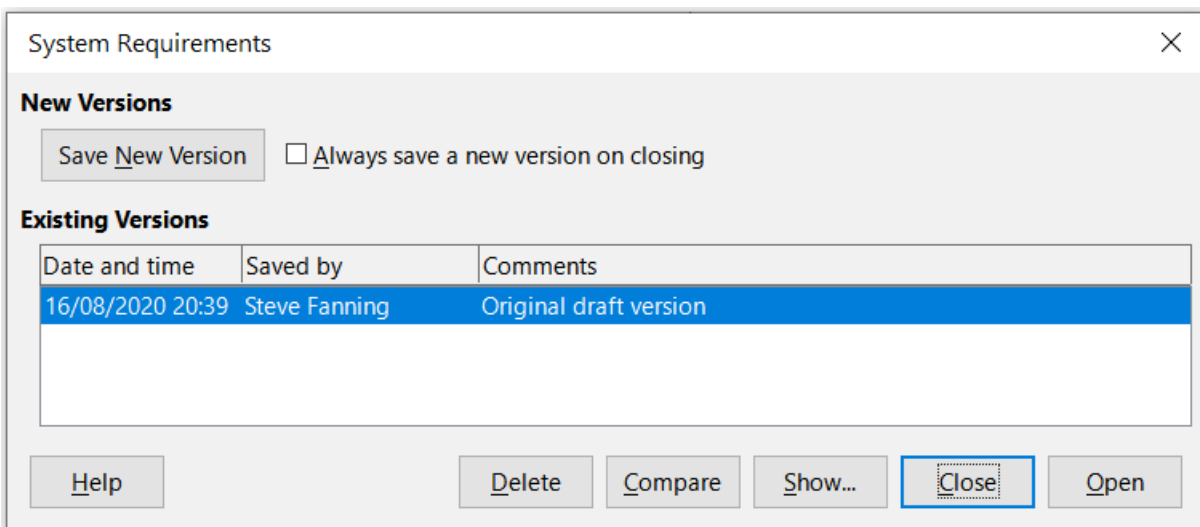 System Requirements
New Versions
Save New Version Always save a new version on closing
Existing Versions
Date and time Saved by Comments
16/08/2020 20:39 Steve Fanning Original draft version
Help Delete Compare Show... Close Open